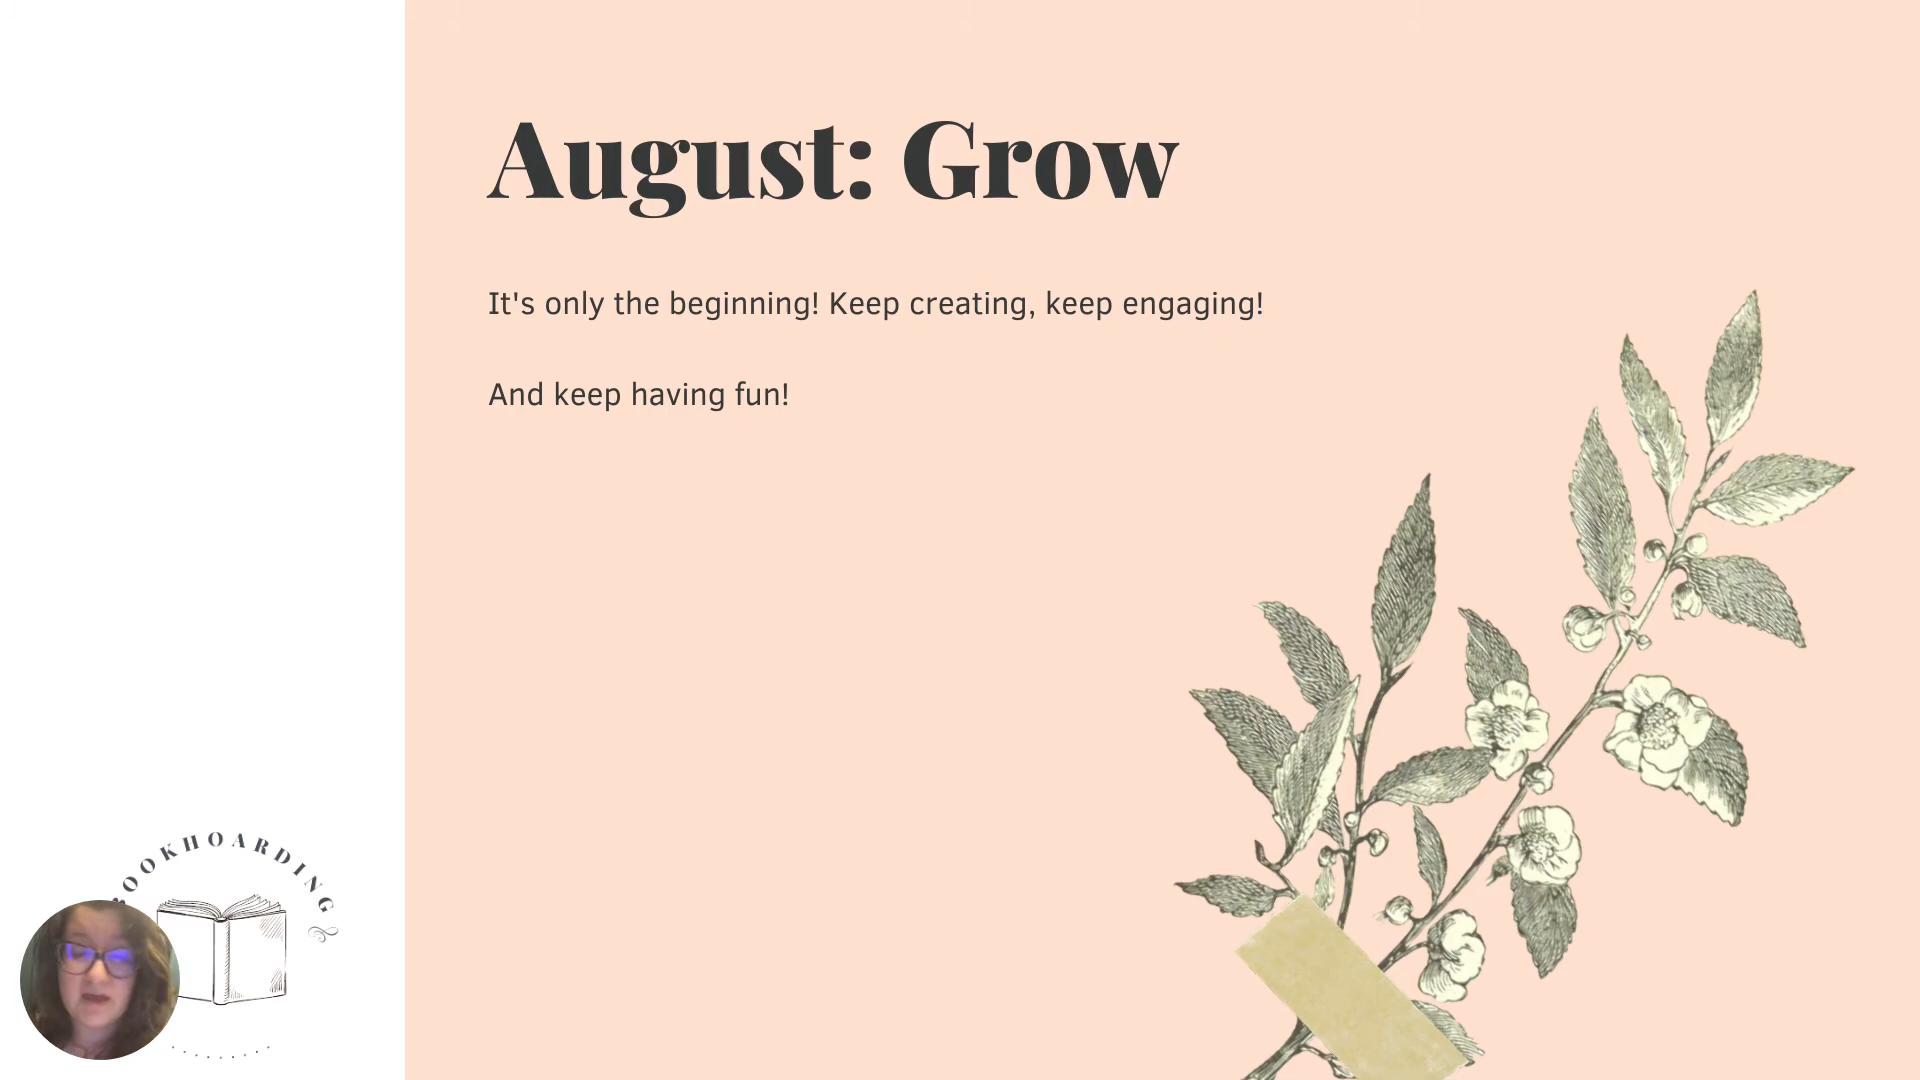 August: Grow
It's only the beginning! Keep creating, keep engaging!
And keep having fun!
BOOKHOARDING